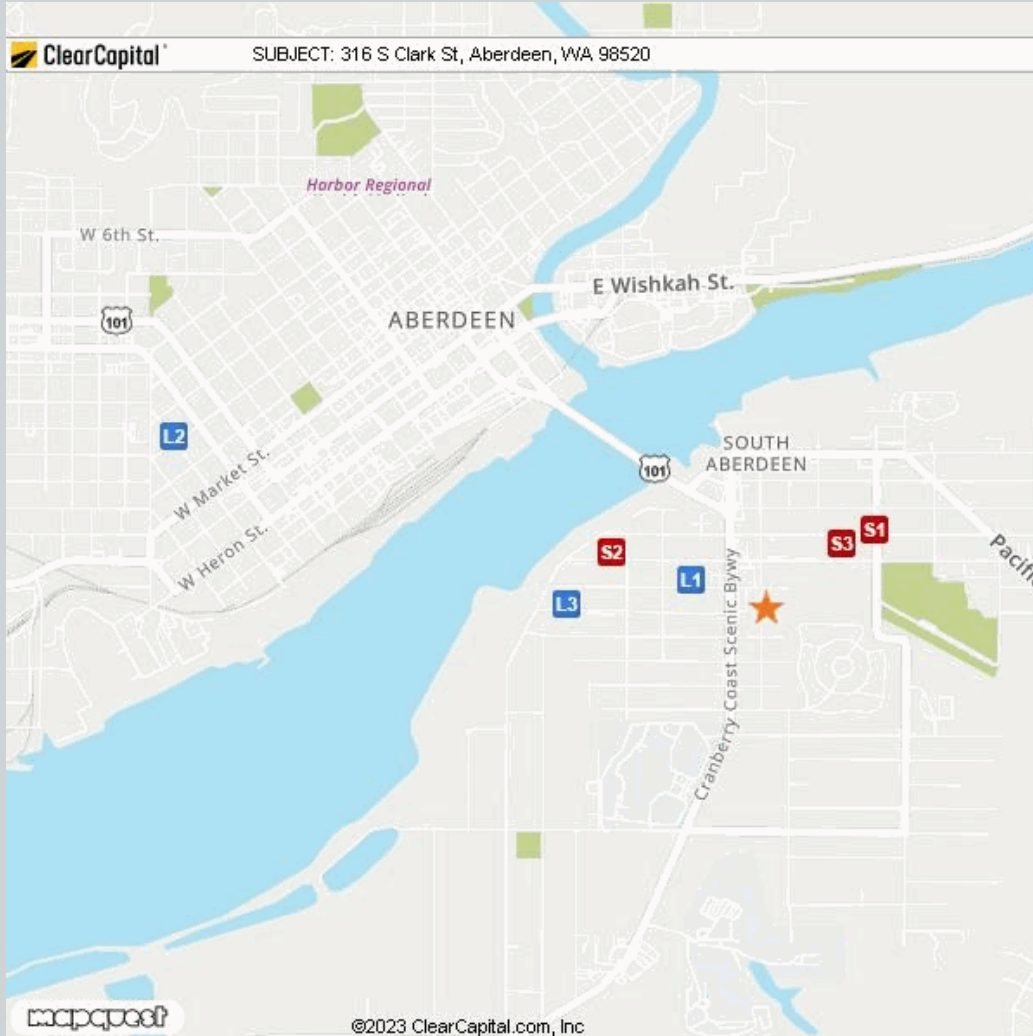 ClearCapital®
SUBJECT: 316 S Clark St, Aberdeen, WA 98520
Harbor Regional
W 6th St.
E Wishkah St.
101
ABERDEEN
L2
SOUTH
ABERDEEN
101
W Market St.
W Heron St.
S1
S3
S2
L1
L3
Pacific
Cranberry Coast Scenic Bywy
mapquest
©2023 ClearCapital.com, Inc